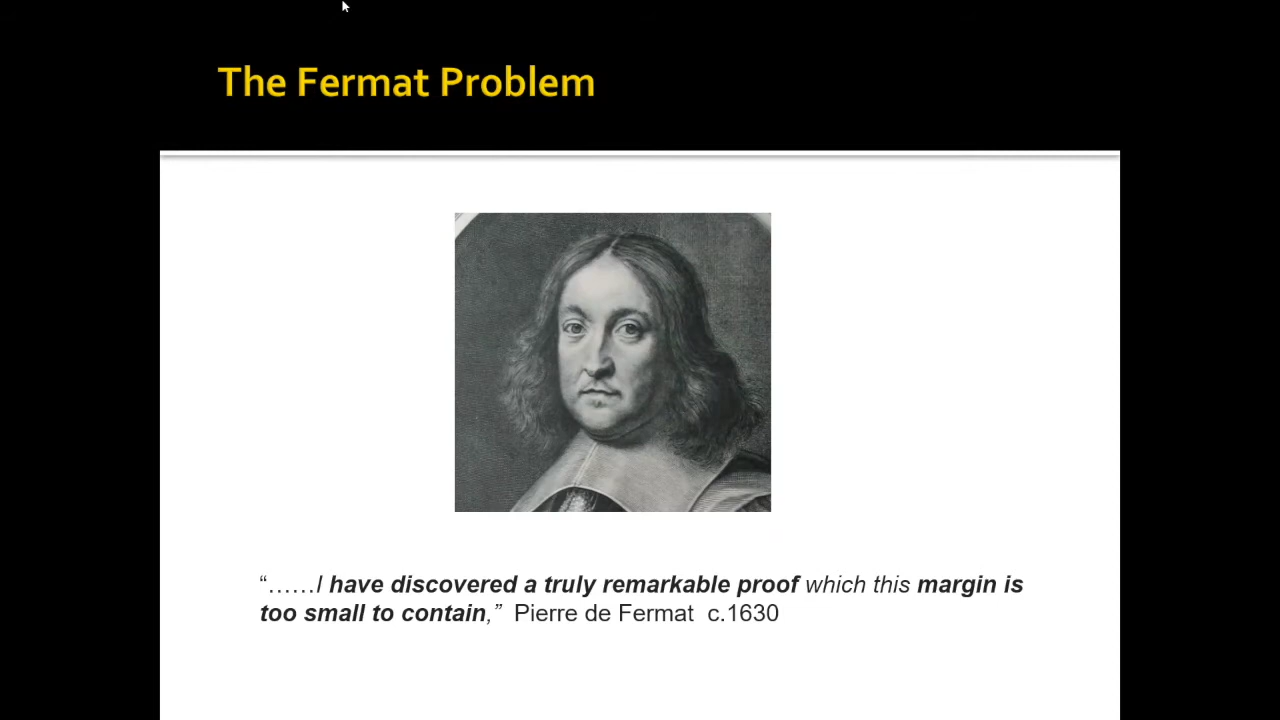 The Fermat Problem
“……I have discovered a truly remarkable proof which this margin is
too small to contain,” Pierre de Fermat c.1630